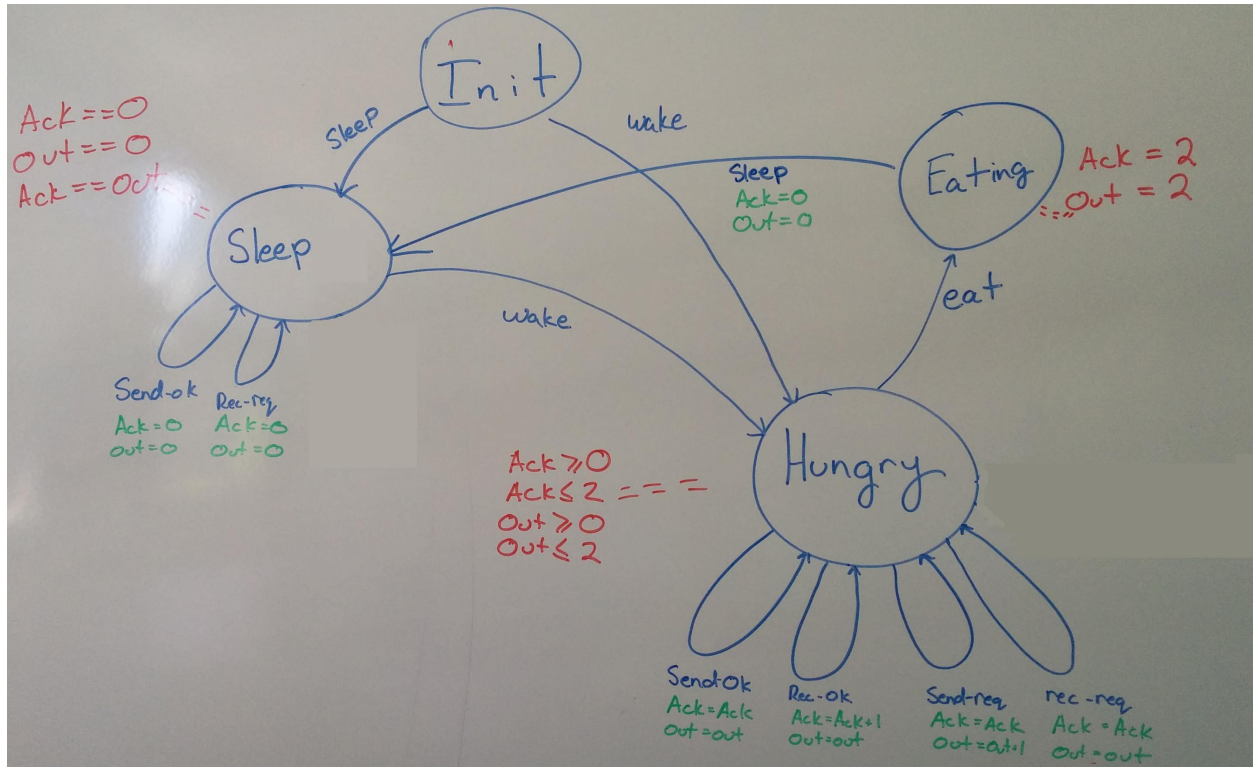 Init
Ack==0
Out==0
Ack==Out
Sleep
wake
Sleep
Ack=0
Out=0
Eating
Ack = 2
Out = 2
Sleep
wake
eat
Send-ok
Ack=0
Out=0
Rec-req
Ack=0
Out=0
Ack≥0
Ack≤2
Out≥0
Out≤2
Hungry
Send-Ok
Ack=Ack
Out=out
Rec-ok
Ack=Ack+1
Out=out
Send-req
Ack=Ack
Out=out+1
rec-req
Ack=Ack
Out=out